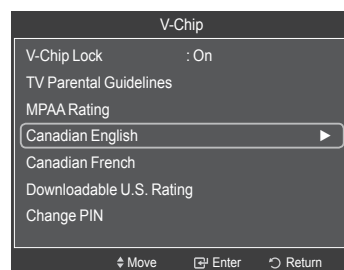 V-Chip
V-Chip Lock : On
TV Parental Guidelines
MPAA Rating
Canadian English
Canadian French
Downloadable U.S. Rating
Change PIN
Move Enter Return